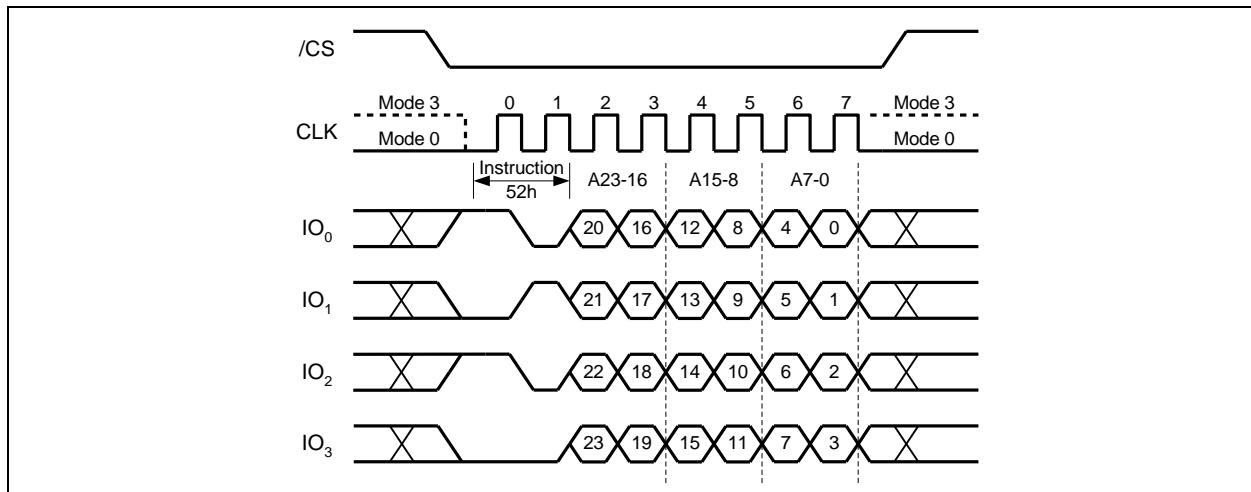 /CS
Mode 3 0 1 2 3 4 5 6 7 Mode 3
CLK
Mode 0 Mode 0
Instruction
52h
A23-16 A15-8 A7-0
IO0 20 16 12 8 4 0
IO1 21 17 13 9 5 1
IO2 22 18 14 10 6 2
IO3 23 19 15 11 7 3